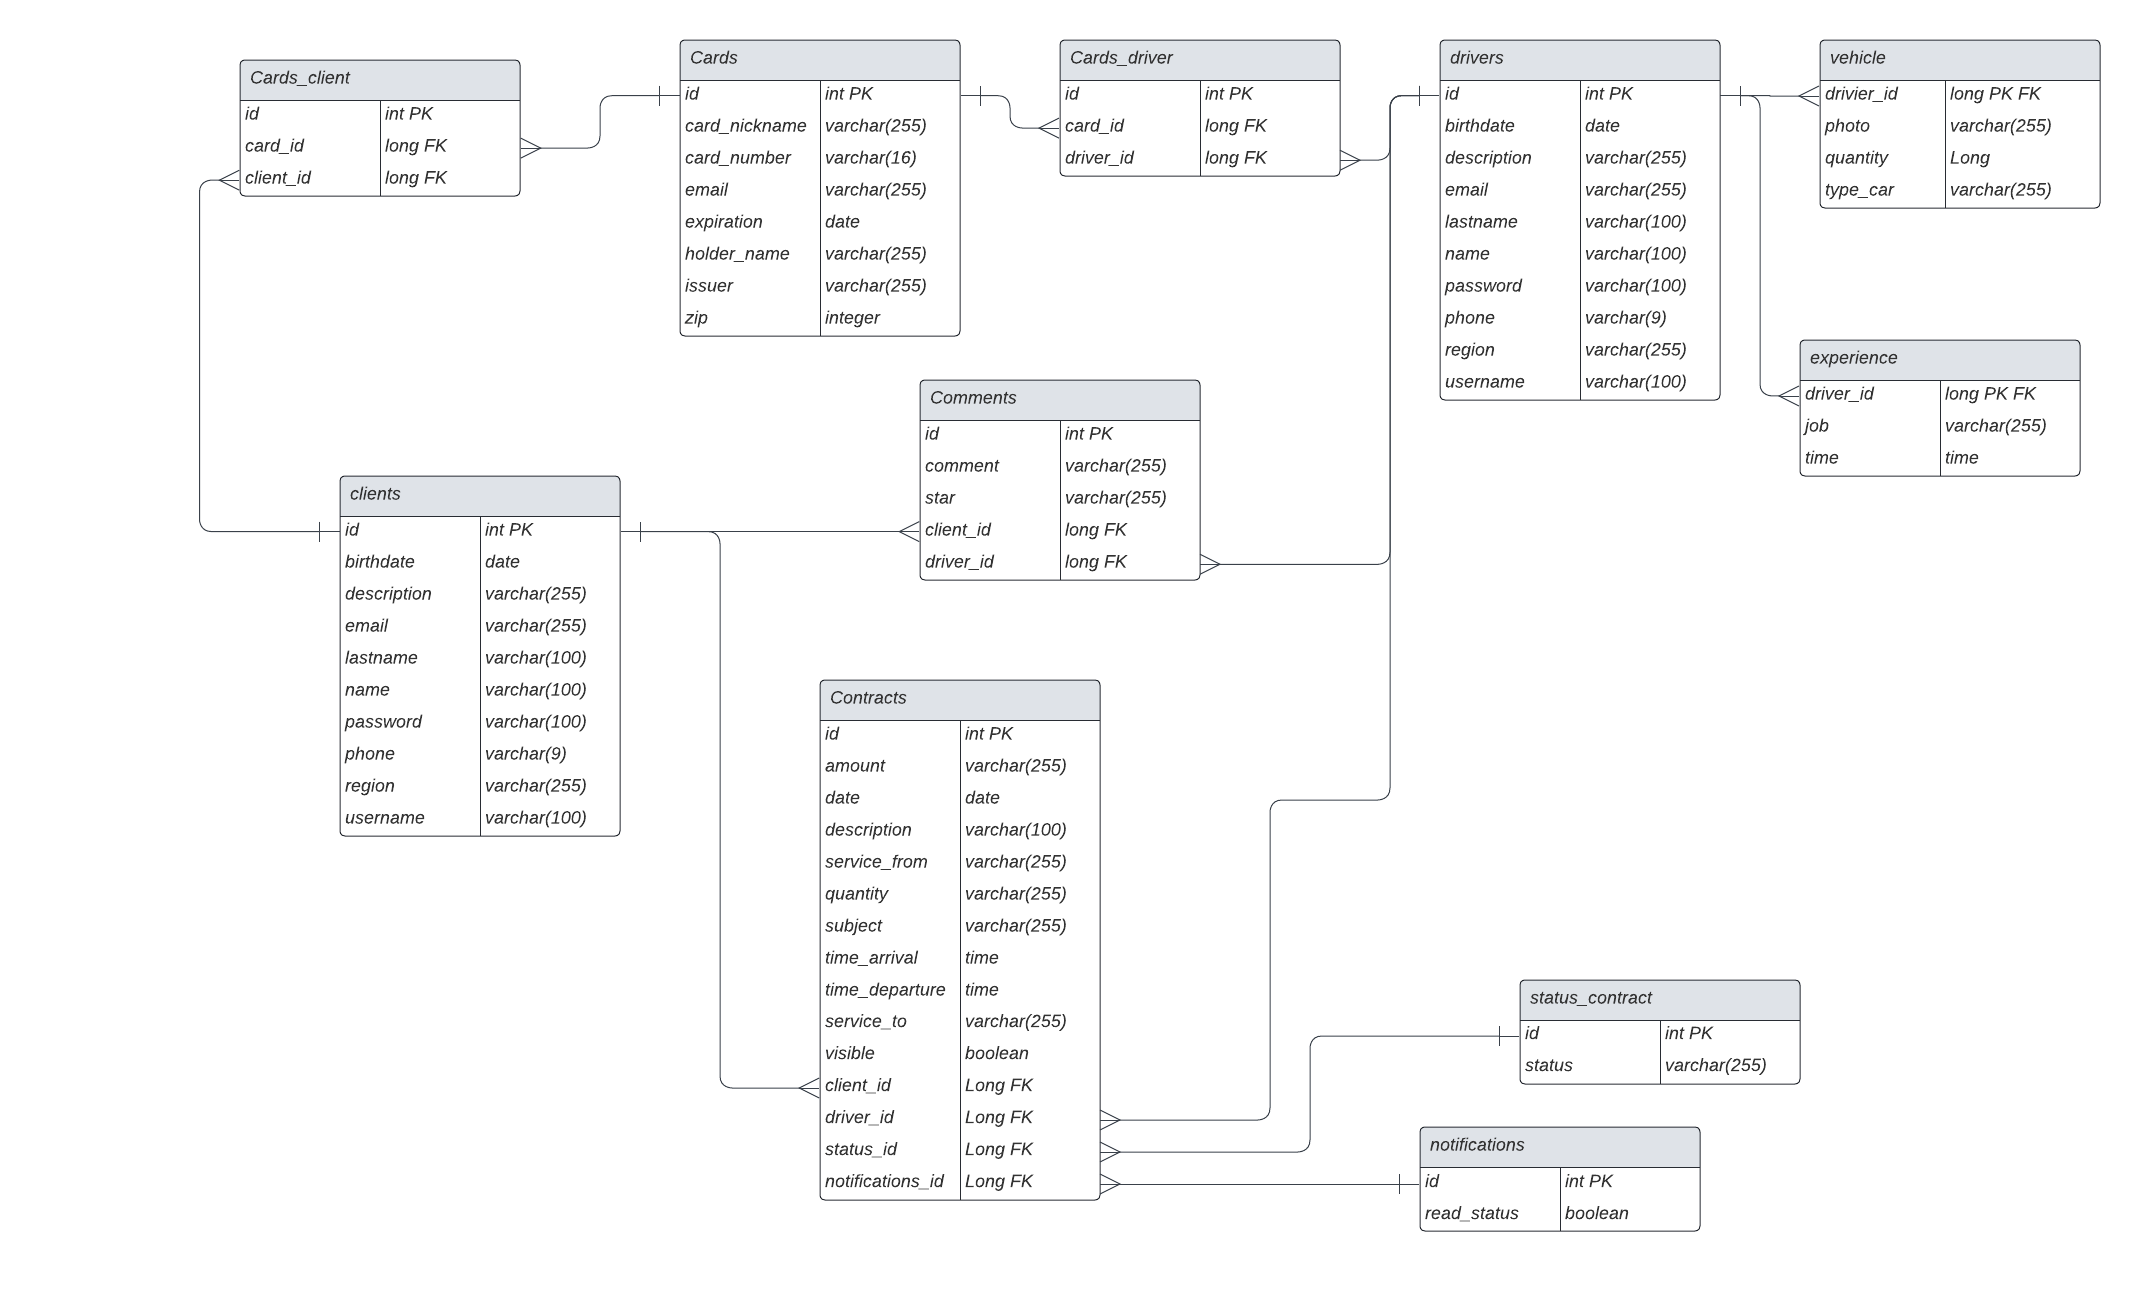 Cards_client
id int PK
card_id long FK
client_id long FK
Cards
id int PK
card_nickname varchar(255)
card_number varchar(16)
email varchar(255)
expiration date
holder_name varchar(255)
issuer varchar(255)
zip integer
Cards_driver
id int PK
card_id long FK
driver_id long FK
drivers
id int PK
birthdate date
description varchar(255)
email varchar(255)
lastname varchar(100)
name varchar(100)
password varchar(100)
phone varchar(9)
region varchar(255)
username varchar(100)
vehicle
drivier_id long PK FK
photo varchar(255)
quantity Long
type_car varchar(255)
experience
driver_id long PK FK
job varchar(255)
time time
Comments
id int PK
comment varchar(255)
star varchar(255)
client_id long FK
driver_id long FK
clients
id int PK
birthdate date
description varchar(255)
email varchar(255)
lastname varchar(100)
name varchar(100)
password varchar(100)
phone varchar(9)
region varchar(255)
username varchar(100)
Contracts
id int PK
amount varchar(255)
date date
description varchar(100)
service_from varchar(255)
quantity varchar(255)
subject varchar(255)
time_arrival time
time_departure time
service_to varchar(255)
visible boolean
client_id Long FK
driver_id Long FK
status_id Long FK
notifications_id Long FK
status_contract
id int PK
status varchar(255)
notifications
id int PK
read_status boolean